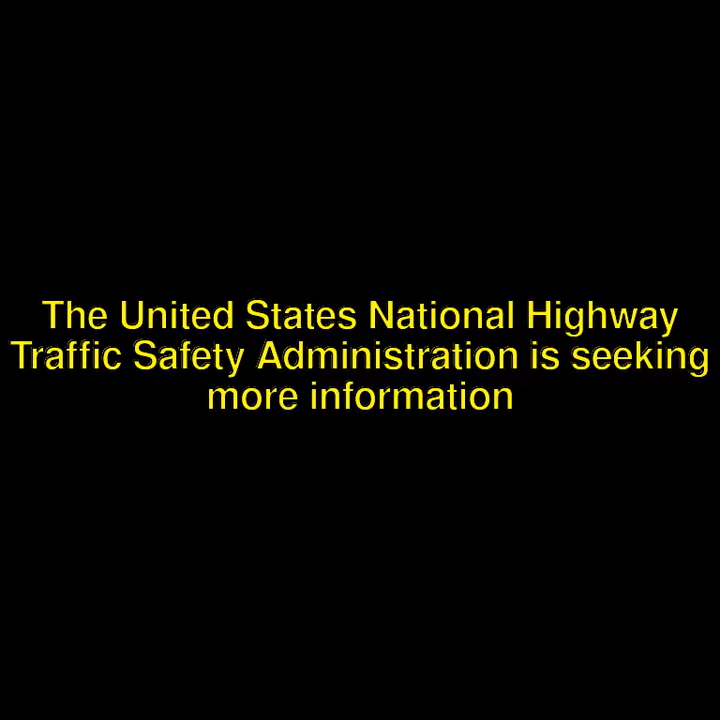 The United States National Highway
Traffic Safety Administration is seeking
more information